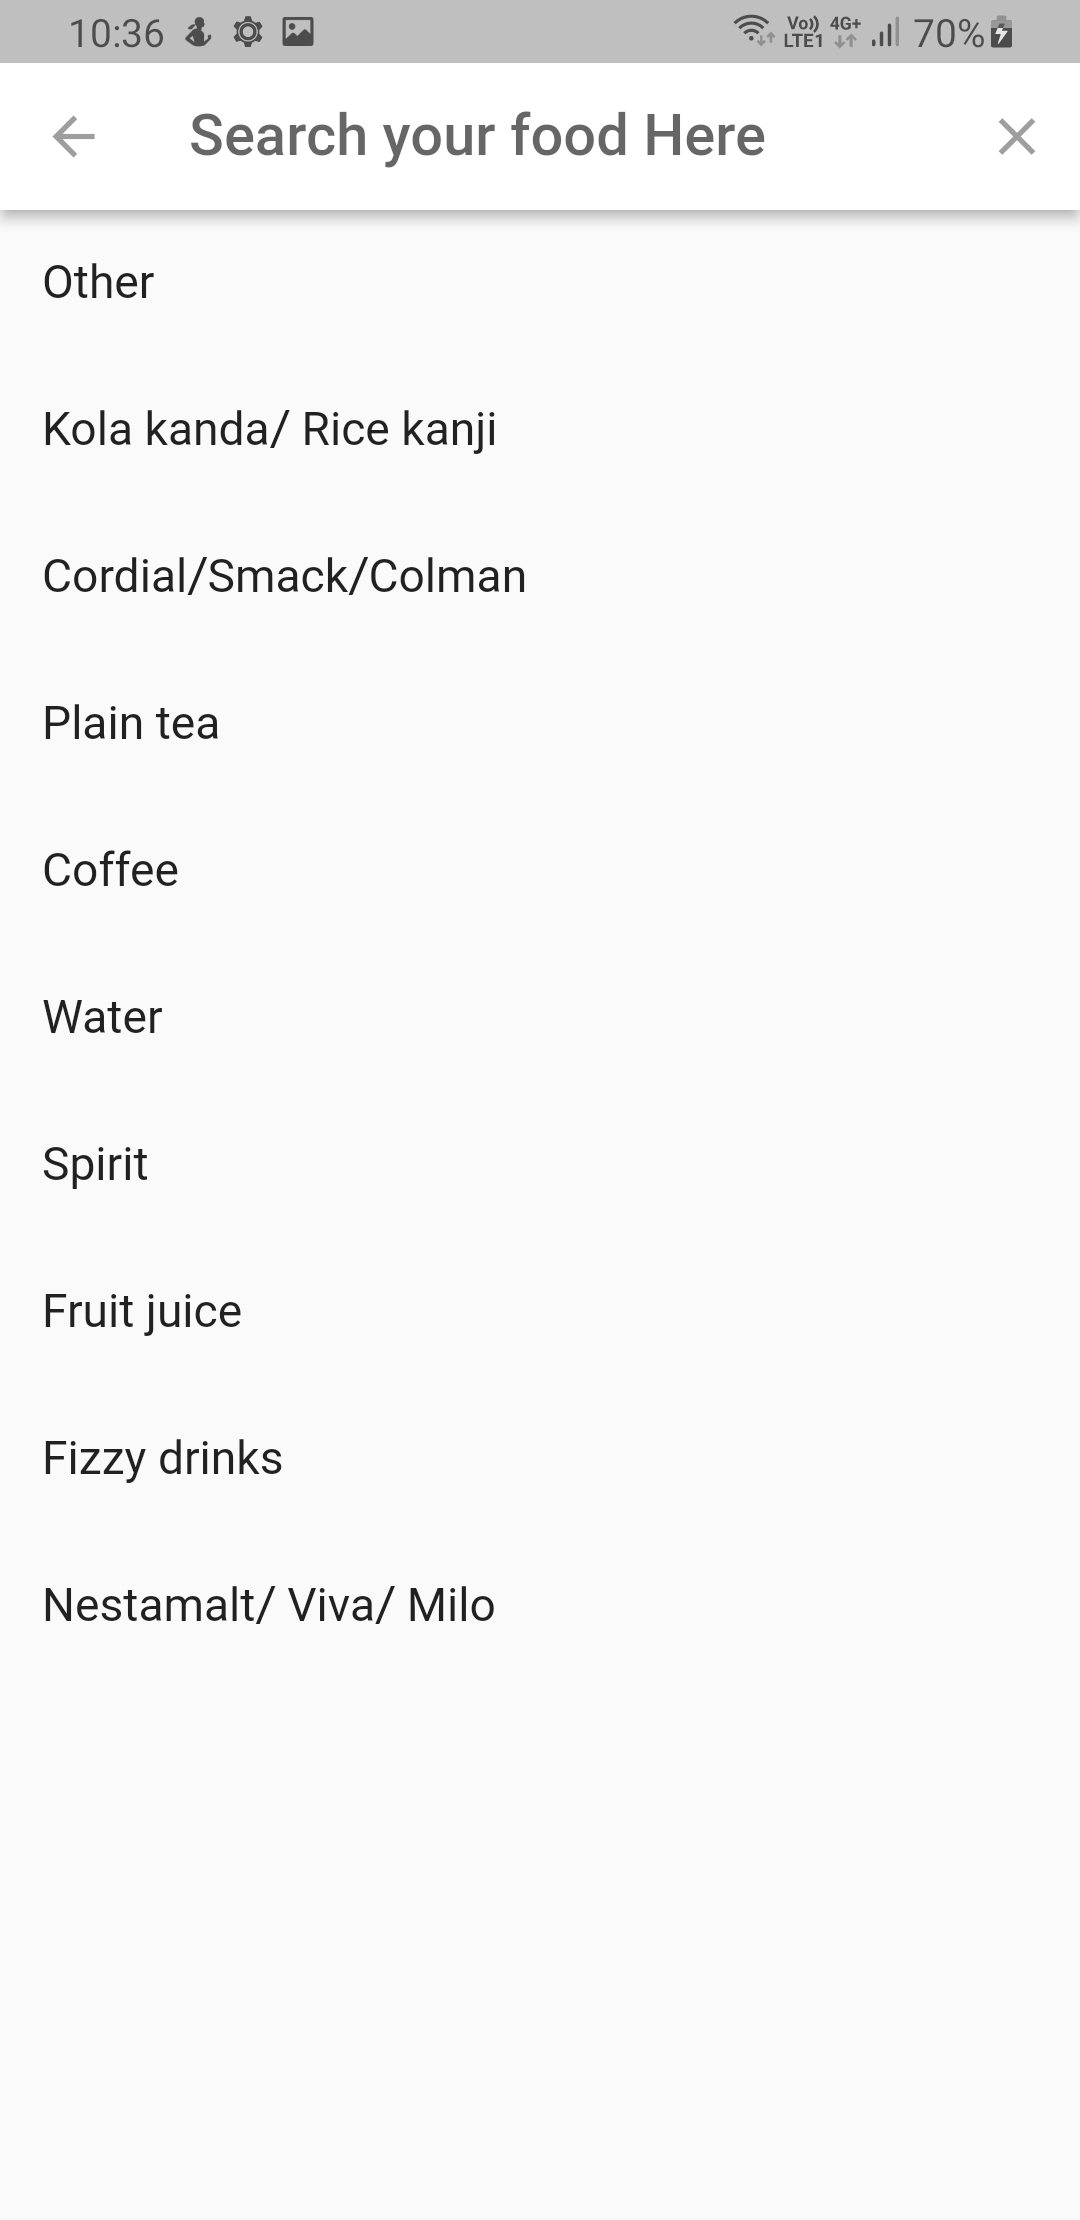 10:36 Vo)) LTE1 4G+ 70%
Search your food Here
Other
Kola kanda/ Rice kanji
Cordial/Smack/Colman
Plain tea
Coffee
Water
Spirit
Fruit juice
Fizzy drinks
Nestamalt/ Viva/ Milo